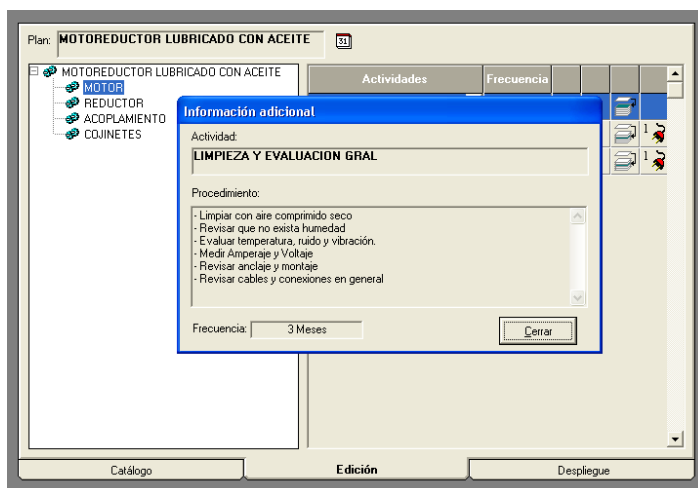 Plan: MOTOREDUCTOR LUBRICADO CON ACEITE 31
MOTOREDUCTOR LUBRICADO CON ACEITE
MOTOR
REDUCTOR
ACOPLAMIENTO
COJINETES
Actividades Frecuencia
1
1
Información adicional
Actividad:
LIMPIEZA Y EVALUACION GRAL
Procedimiento:
- Limpiar con aire comprimido seco
- Revisar que no exista humedad
- Evaluar temperatura, ruido y vibración.
- Medir Amperaje y Voltaje
- Revisar anclaje y montaje
- Revisar cables y conexiones en general
Frecuencia: 3 Meses Cerrar
Catálogo Edición Despliegue